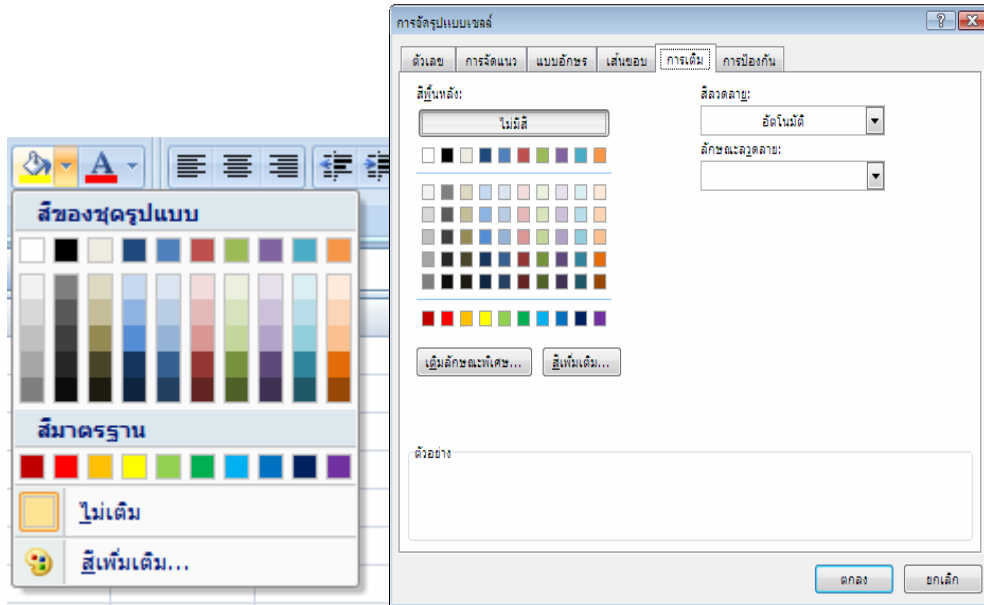 A
สีของชุดรูปแบบ
สีมาตรฐาน
ไม่เติม
สีเพิ่มเติม...
การจัดรูปแบบเซลล์
ตัวเลข การจัดแนว แบบอักษร เส้นขอบ การเติม การป้องกัน
สีพื้นหลัง:
ไม่มีสี
เติมลักษณะพิเศษ... สีเพิ่มเติม...
สีลวดลาย:
อัตโนมัติ
ลักษณะลวดลาย:
ตัวอย่าง
ตกลง ยกเลิก